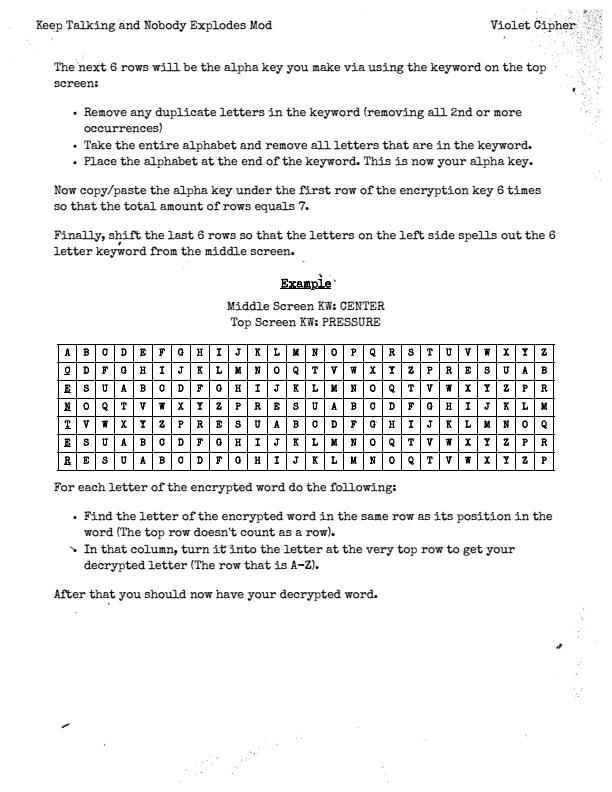 Keep Talking and Nobody Explodes Mod Violet Cipher
The next 6 rows will be the alpha key you make via using the keyword on the top
screen:
• Remove any duplicate letters in the keyword (removing all 2nd or more
occurrences)
• Take the entire alphabet and remove all letters that are in the keyword.
• Place the alphabet at the end of the keyword. This is now your alpha key.
Now copy/paste the alpha key under the first row of the encryption key 6 times
so that the total amount of rows equals 7.
Finally, shift the last 6 rows so that the letters on the left side spells out the 6
letter keyword from the middle screen.
Example
Middle Screen KW: CENTER
Top Screen KW: PRESSURE
A B C D E F G H I J K L M N O P Q R S T U V W X Y Z
C D F G H I J K L M N O Q T V W X Y Z P R E S U A B
E S U A B C D F G H I J K L M N O Q T V W X Y Z P R
N O Q T V W X Y Z P R E S U A B C D F G H I J K L M
T V W X Y Z P R E S U A B C D F G H I J K L M N O Q
E S U A B C D F G H I J K L M N O Q T V W X Y Z P R
R E S U A B C D F G H I J K L M N O Q T V W X Y Z P
For each letter of the encrypted word do the following:
• Find the letter of the encrypted word in the same row as its position in the
word (The top row doesn't count as a row).
• In that column, turn it into the letter at the very top row to get your
decrypted letter (The row that is A-Z).
After that you should now have your decrypted word.